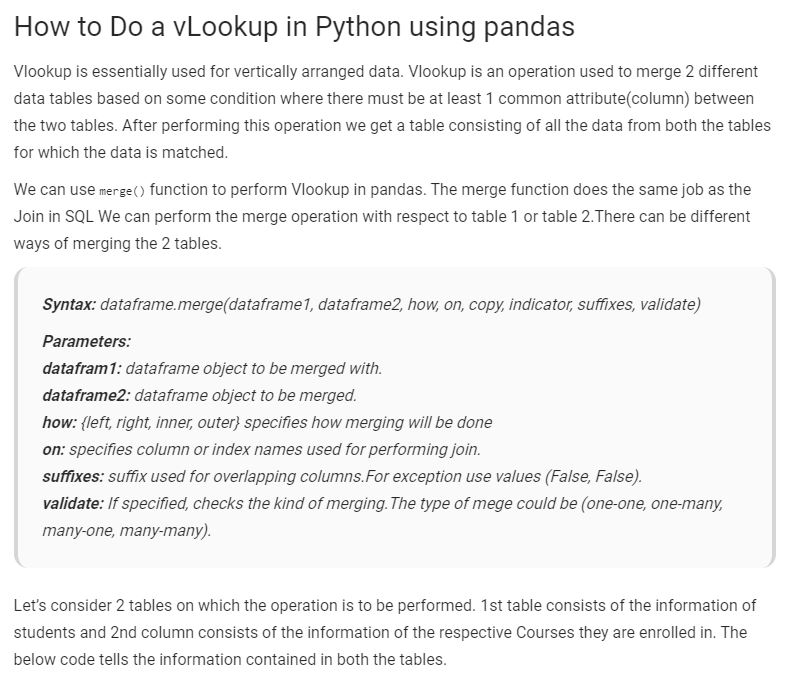 How to Do a vLookup in Python using pandas
Vlookup is essentially used for vertically arranged data. Vlookup is an operation used to merge 2 different
data tables based on some condition where there must be at least 1 common attribute(column) between
the two tables. After performing this operation we get a table consisting of all the data from both the tables
for which the data is matched.
We can use merge() function to perform Vlookup in pandas. The merge function does the same job as the
Join in SQL We can perform the merge operation with respect to table 1 or table 2.There can be different
ways of merging the 2 tables.
Syntax: dataframe.merge(dataframe1, dataframe2, how, on, copy, indicator, suffixes, validate)
Parameters:
datafram1: dataframe object to be merged with.
dataframe2: dataframe object to be merged.
how: {left, right, inner, outer} specifies how merging will be done
on: specifies column or index names used for performing join.
suffixes: suffix used for overlapping columns.For exception use values (False, False).
validate: If specified, checks the kind of merging.The type of mege could be (one-one, one-many,
many-one, many-many).
Let's consider 2 tables on which the operation is to be performed. 1st table consists of the information of
students and 2nd column consists of the information of the respective Courses they are enrolled in. The
below code tells the information contained in both the tables.